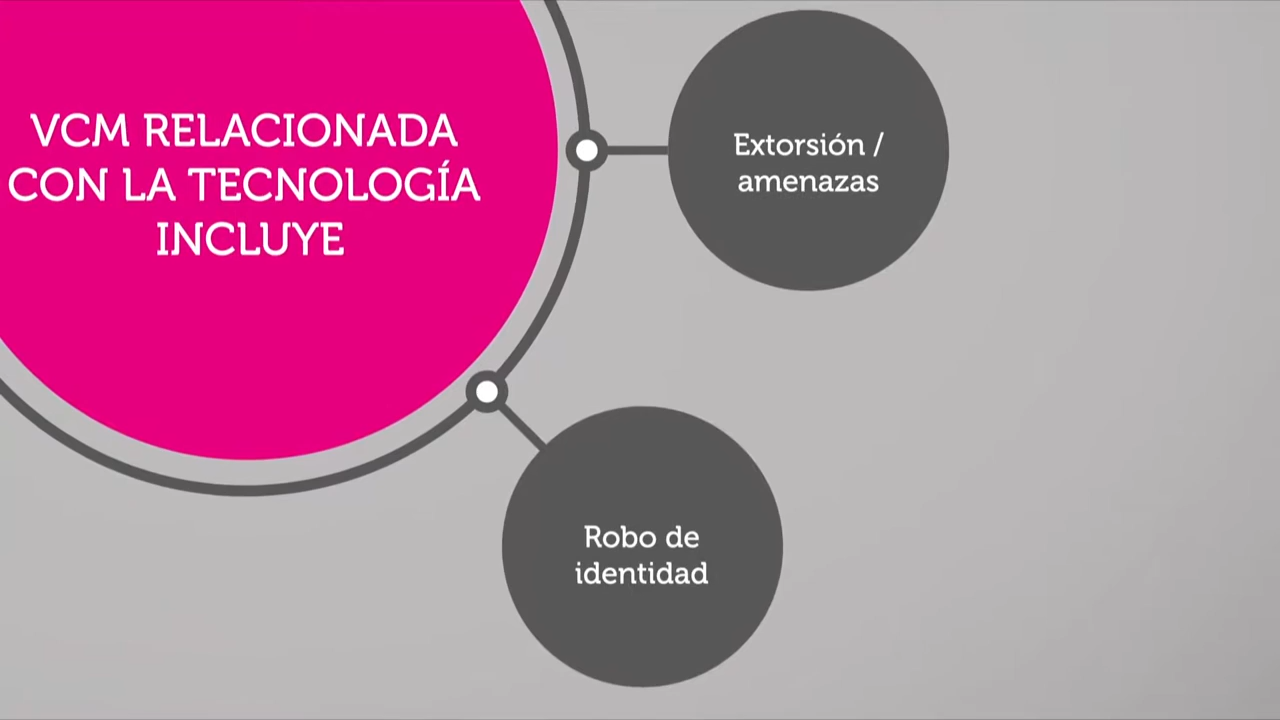 VCM RELACIONADA
CON LA TECNOLOGÍA
INCLUYE
Extorsión /
amenazas
Robo de
identidad